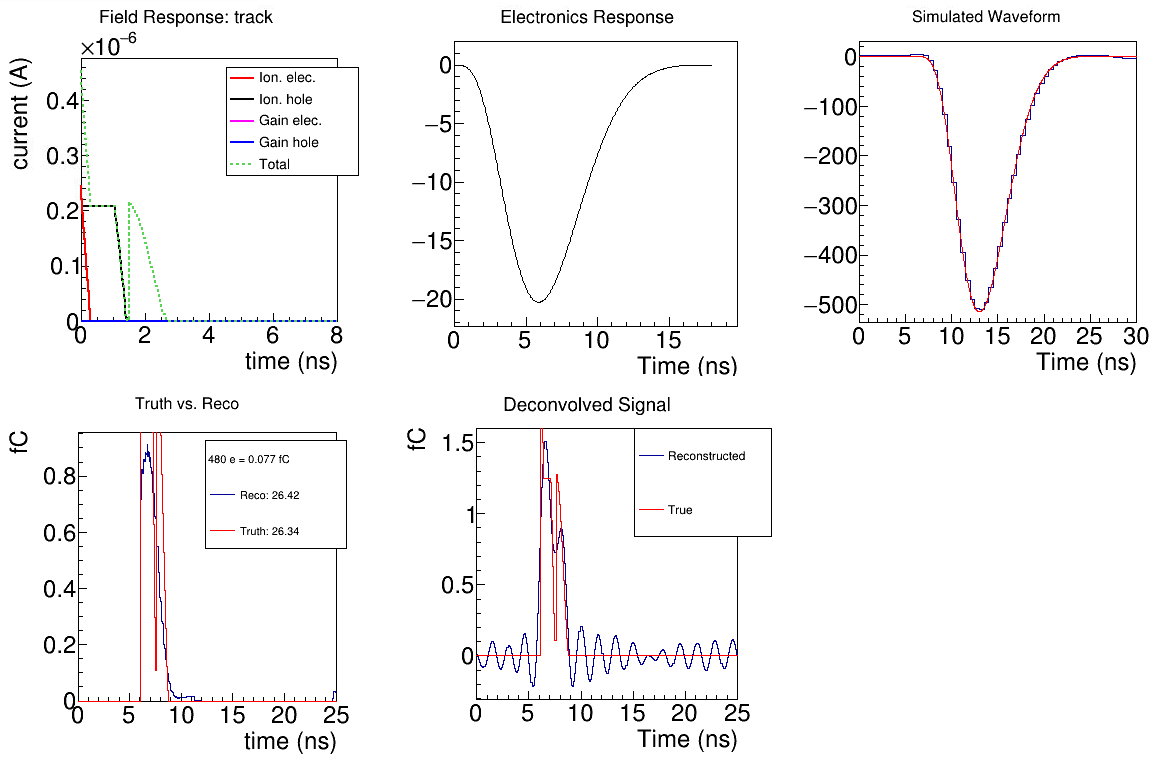 Field Response: track
×10−6
current (A)
0.4
0.3
0.2
0.1
0
Ion. elec.
Ion. hole
Gain elec.
Gain hole
Total
0 2 4 6 8
time (ns)
Electronics Response
0
−5
−10
−15
−20
0 5 10 15
Time (ns)
Simulated Waveform
0
−100
−200
−300
−400
−500
0 5 10 15 20 25 30
Time (ns)
Truth vs. Reco
fC
0.8
0.6
0.4
0.2
0
480 e = 0.077 fC
Reco: 26.42
Truth: 26.34
0 5 10 15 20 25
time (ns)
Deconvolved Signal
fC
1.5
1
0.5
0
Reconstructed
True
0 5 10 15 20 25
Time (ns)